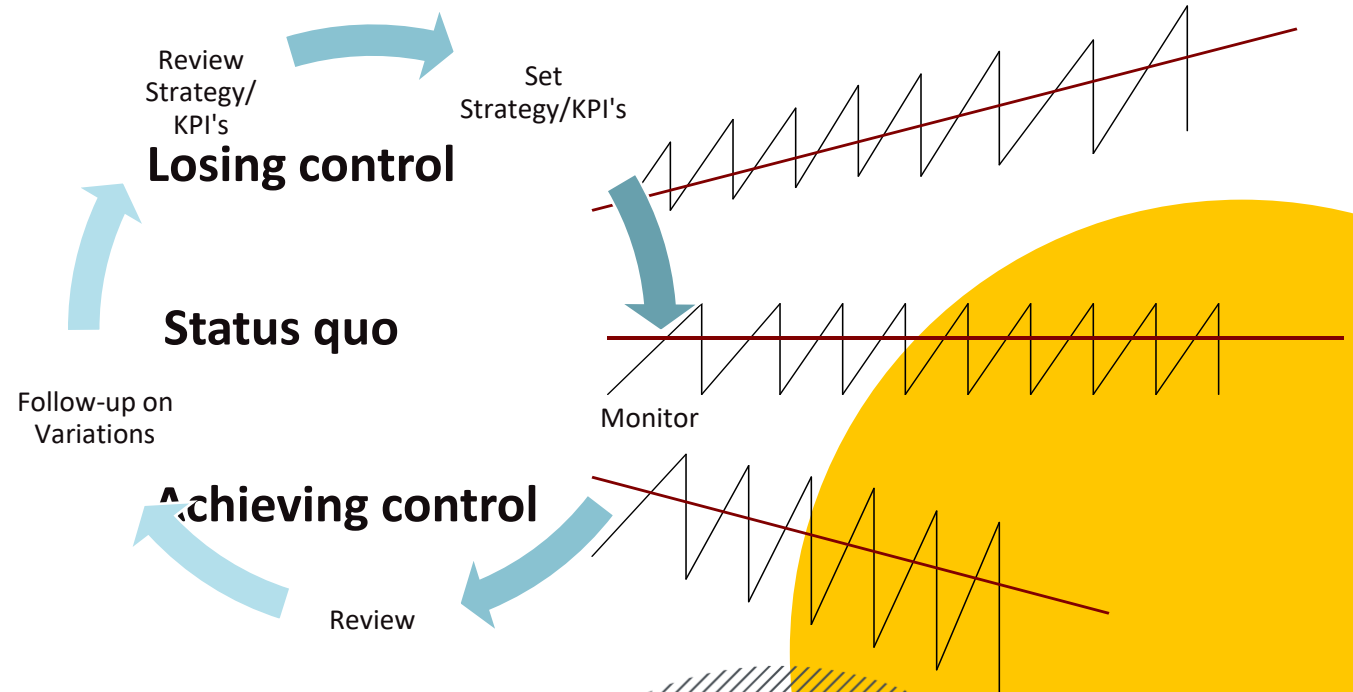 Review
Strategy/
KPI's
Set
Strategy/KPI's
Losing control
Status quo
Follow-up on
Variations
Monitor
Achieving control
Review